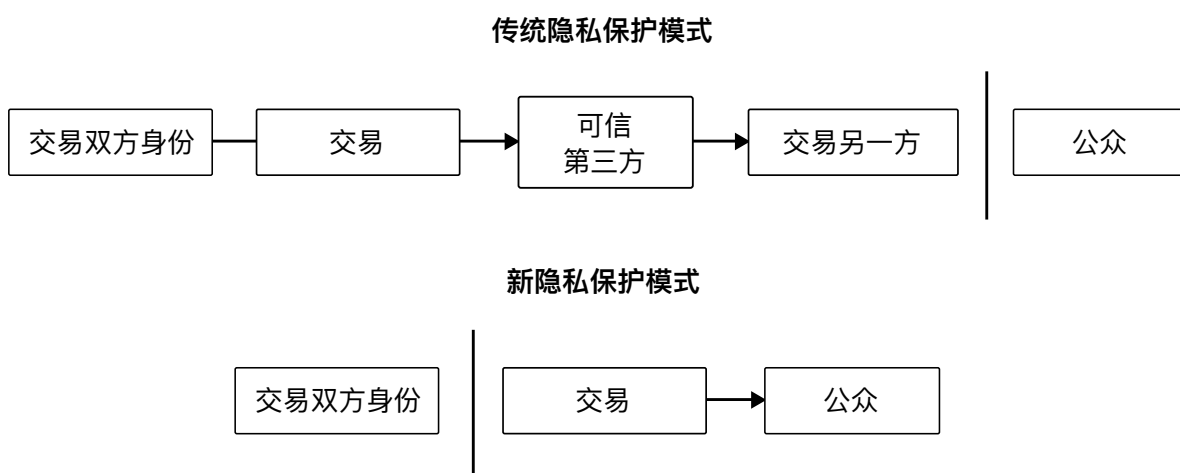 传统隐私保护模式
交易双方身份
交易
可信
第三方
交易另一方
公众
新隐私保护模式
交易双方身份
交易
公众